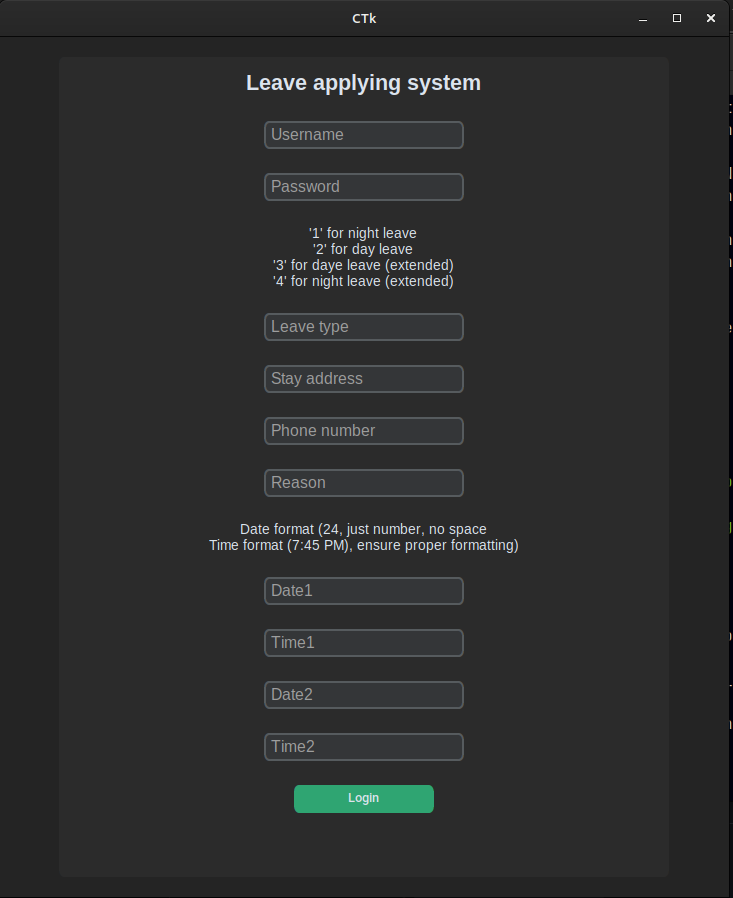 CTk
Leave applying system
Username
Password
'1' for night leave
'2' for day leave
'3' for daye leave (extended)
'4' for night leave (extended)
Leave type
Stay address
Phone number
Reason
Date format (24, just number, no space
Time format (7:45 PM), ensure proper formatting)
Date1
Time1
Date2
Time2
Login